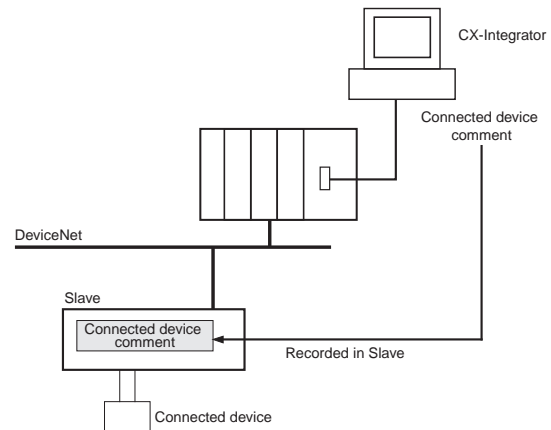 CX-Integrator
Connected device
comment
DeviceNet
Slave
Connected device
comment
Recorded in Slave
Connected device